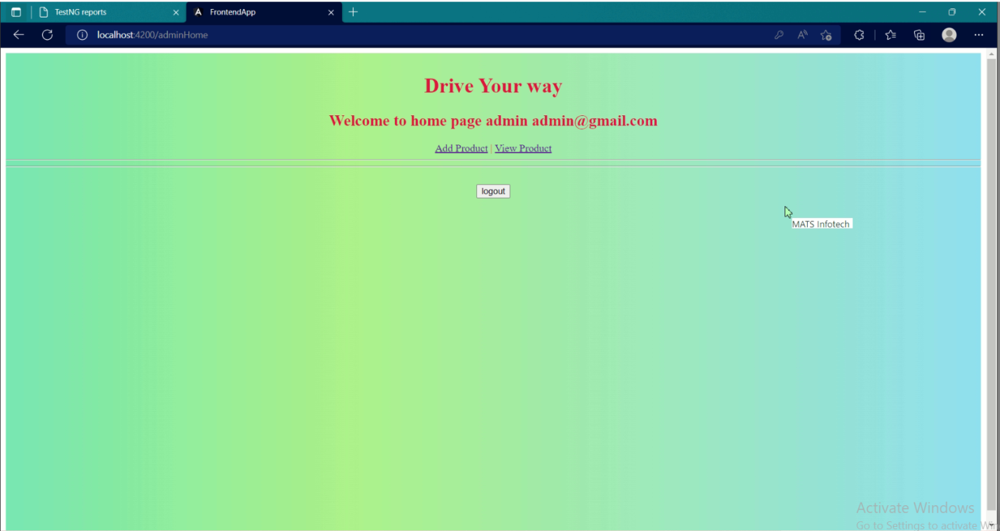 TestNG reports
FrontendApp
localhost:4200/adminHome
Drive Your way
Welcome to home page admin admin@gmail.com
Add Product | View Product
logout
MATS Infotech
Activate Windows
Go to Settings to activate